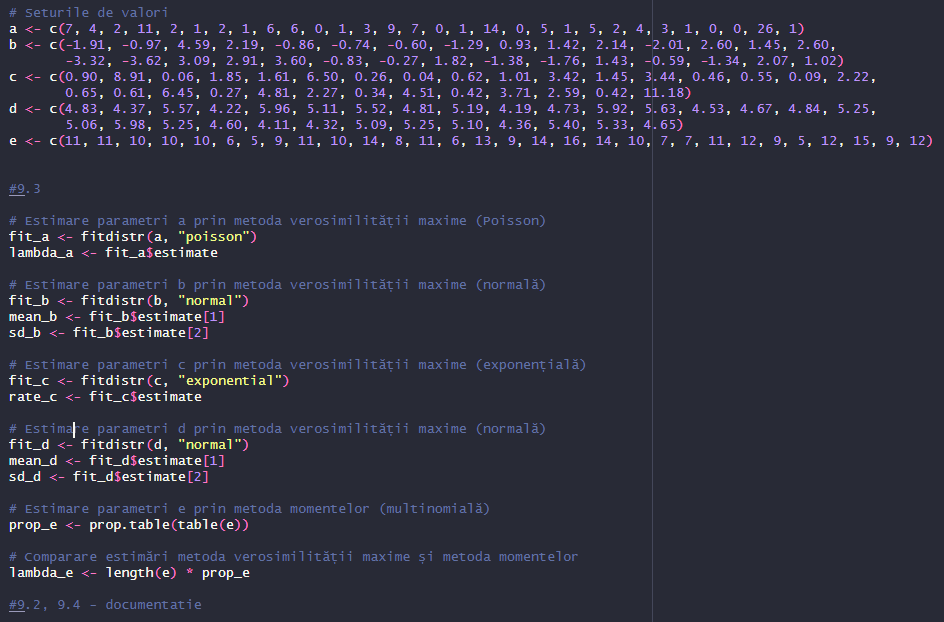 # Seturile de valori
a <- c(7, 4, 2, 11, 2, 1, 2, 1, 6, 6, 0, 1, 3, 9, 7, 0, 1, 14, 0, 5, 1, 5, 2, 4, 3, 1, 0, 0, 26, 1)
b <- c(-1.91, -0.97, 4.59, 2.19, -0.86, -0.74, -0.60, -1.29, 0.93, 1.42, 2.14, -2.01, 2.60, 1.45, 2.60,
-3.32, -3.62, 3.09, 2.91, 3.60, -0.83, -0.27, 1.82, -1.38, -1.76, 1.43, -0.59, -1.34, 2.07, 1.02)
c <- c(0.90, 8.91, 0.06, 1.85, 1.61, 6.50, 0.26, 0.04, 0.62, 1.01, 3.42, 1.45, 3.44, 0.46, 0.55, 0.09, 2.22,
0.65, 0.61, 6.45, 0.27, 4.81, 2.27, 0.34, 4.51, 0.42, 3.71, 2.59, 0.42, 11.18)
d <- c(4.83, 4.37, 5.57, 4.22, 5.96, 5.11, 5.52, 4.81, 5.19, 4.19, 4.73, 5.92, 5.63, 4.53, 4.67, 4.84, 5.25,
5.06, 5.98, 5.25, 4.60, 4.11, 4.32, 5.09, 5.25, 5.10, 4.36, 5.40, 5.33, 4.65)
e <- c(11, 11, 10, 10, 10, 6, 5, 9, 11, 10, 14, 8, 11, 6, 13, 9, 14, 16, 14, 10, 7, 7, 11, 12, 9, 5, 12, 15, 9, 12)
#9.3
# Estimare parametri a prin metoda verosimilității maxime (Poisson)
fit_a <- fitdistr(a, "poisson")
lambda_a <- fit_a$estimate
# Estimare parametri b prin metoda verosimilității maxime (normală)
fit_b <- fitdistr(b, "normal")
mean_b <- fit_b$estimate[1]
sd_b <- fit_b$estimate[2]
# Estimare parametri c prin metoda verosimilității maxime (exponențială)
fit_c <- fitdistr(c, "exponential")
rate_c <- fit_c$estimate
# Estimare parametri d prin metoda verosimilității maxime (normală)
fit_d <- fitdistr(d, "normal")
mean_d <- fit_d$estimate[1]
sd_d <- fit_d$estimate[2]
# Estimare parametri e prin metoda momentelor (multinomială)
prop_e <- prop.table(table(e))
# Comparare estimări metoda verosimilității maxime și metoda momentelor
lambda_e <- length(e) * prop_e
#9.2, 9.4 - documentatie